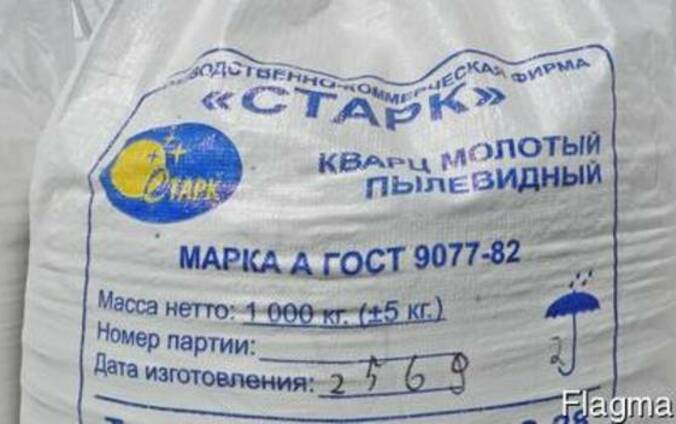 ВОДСТВЕННО-КОММЕРЧЕСКАЯ ФИРМА
«СТАРК»
СТАРК
КВАРЦ МОЛОТЫЙ
ПЫЛЕВИДНЫЙ
МАРКА А ГОСТ 9077-82
Масса нетто: 1 000 кг. (±5 кг.)
Номер партии:
Дата изготовления: 2569
2
Flagma